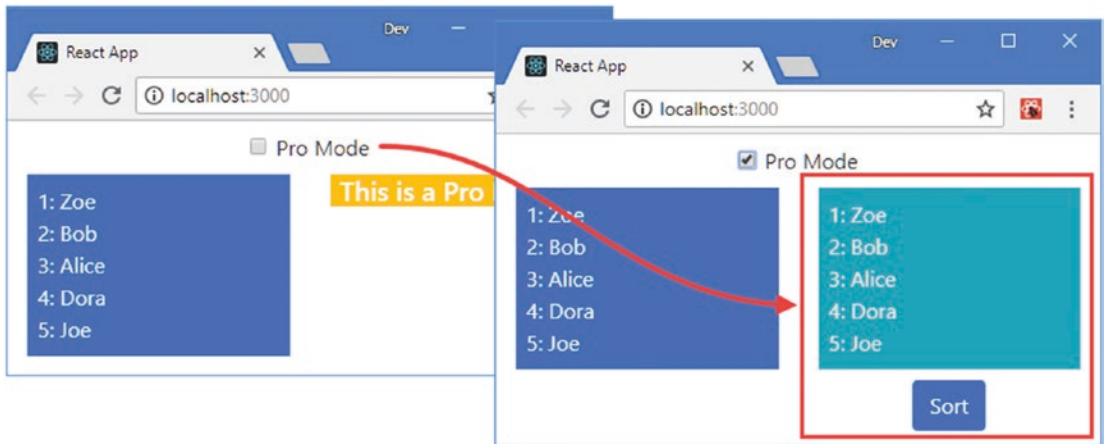 Dev
React App
localhost:3000
Pro Mode
1: Zoe
2: Bob
3: Alice
4: Dora
5: Joe
This is a Pro
Dev
React App
localhost:3000
Pro Mode
1: Zoe
2: Bob
3: Alice
4: Dora
5: Joe
1: Zoe
2: Bob
3: Alice
4: Dora
5: Joe
Sort